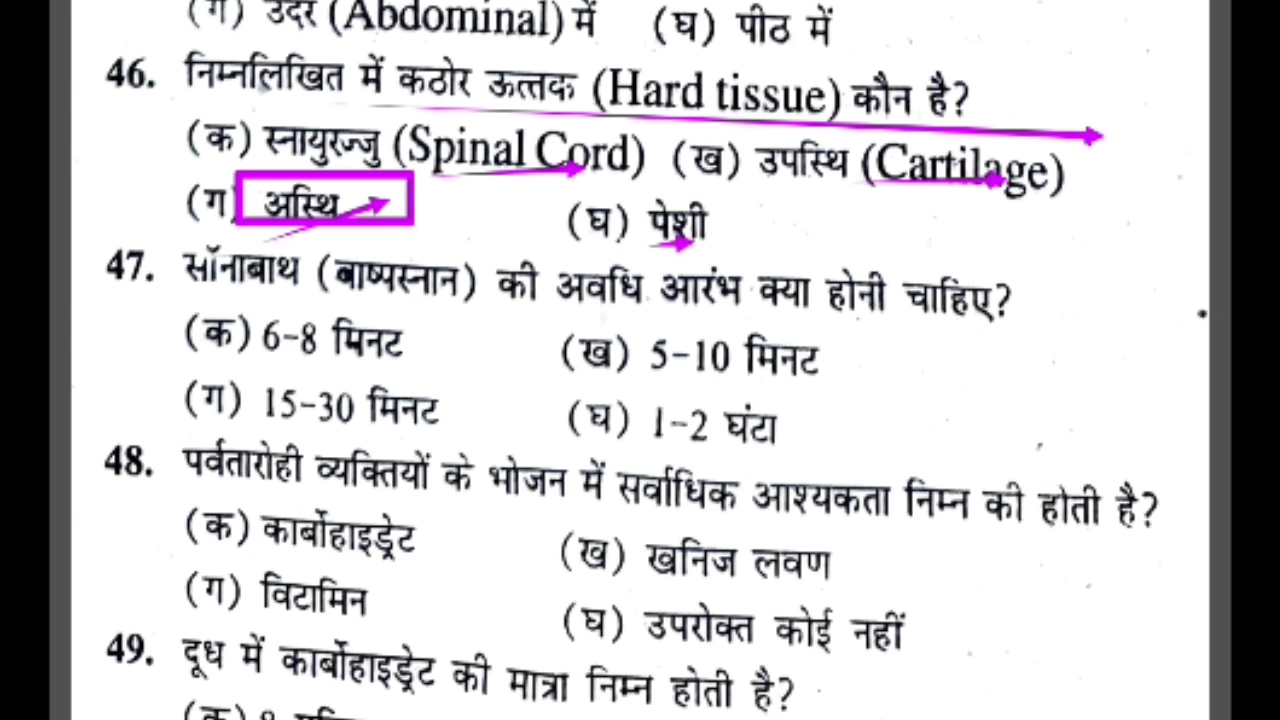 (ग) उदर (Abdominal) में (घ) पीठ में
46. निम्नलिखित में कठोर ऊत्तक (Hard tissue) कौन है?
(क) स्नायुरज्जु (Spinal Cord) (ख) उपस्थि (Cartilage)
(ग) अस्थि (घ) पेशी
47. सॉनाबाथ (बाष्पस्नान) की अवधि आरंभ क्या होनी चाहिए?
(क) 6-8 मिनट (ख) 5-10 मिनट
(ग) 15-30 मिनट (घ) 1-2 घंटा
48. पर्वतारोही व्यक्तियों के भोजन में सर्वाधिक आश्यकता निम्न की होती है?
(क) कार्बोहाइड्रेट (ख) खनिज लवण
(ग) विटामिन (घ) उपरोक्त कोई नहीं
49. दूध में कार्बोहाइड्रेट की मात्रा निम्न होती है?
(क)